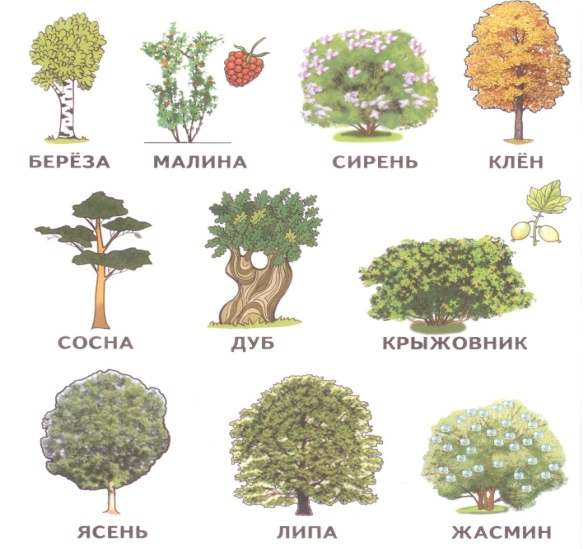 БЕРЁЗА МАЛИНА СИРЕНЬ КЛЁН
СОСНА ДУБ КРЫЖОВНИК
ЯСЕНЬ ЛИПА ЖАСМИН